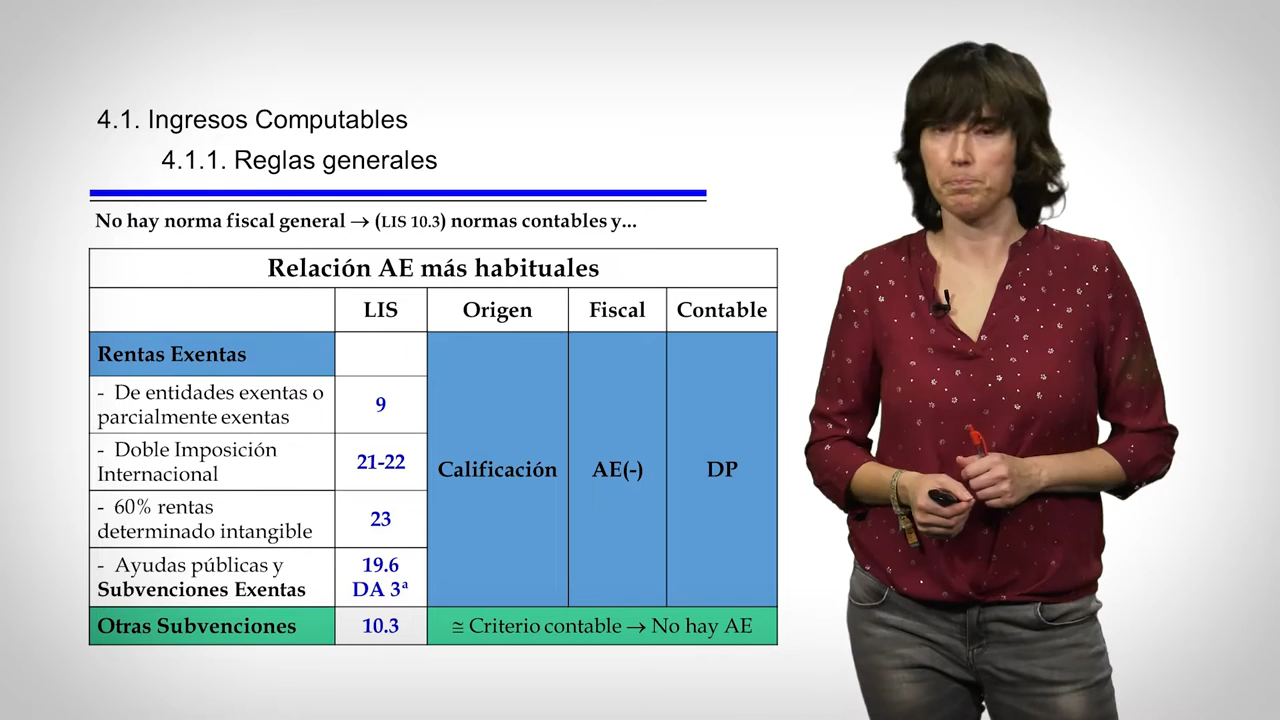 4.1. Ingresos Computables
4.1.1. Reglas generales
No hay norma fiscal general → (LIS 10.3) normas contables y...
Relación AE más habituales
LIS Origen Fiscal Contable
Rentas Exentas
- De entidades exentas o
parcialmente exentas
9
- Doble Imposición
Internacional
21-22
- 60% rentas
determinado intangible
23
- Ayudas públicas y
Subvenciones Exentas
19.6
DA 3ª
Calificación AE(-) DP
Otras Subvenciones 10.3 ≅ Criterio contable → No hay AE